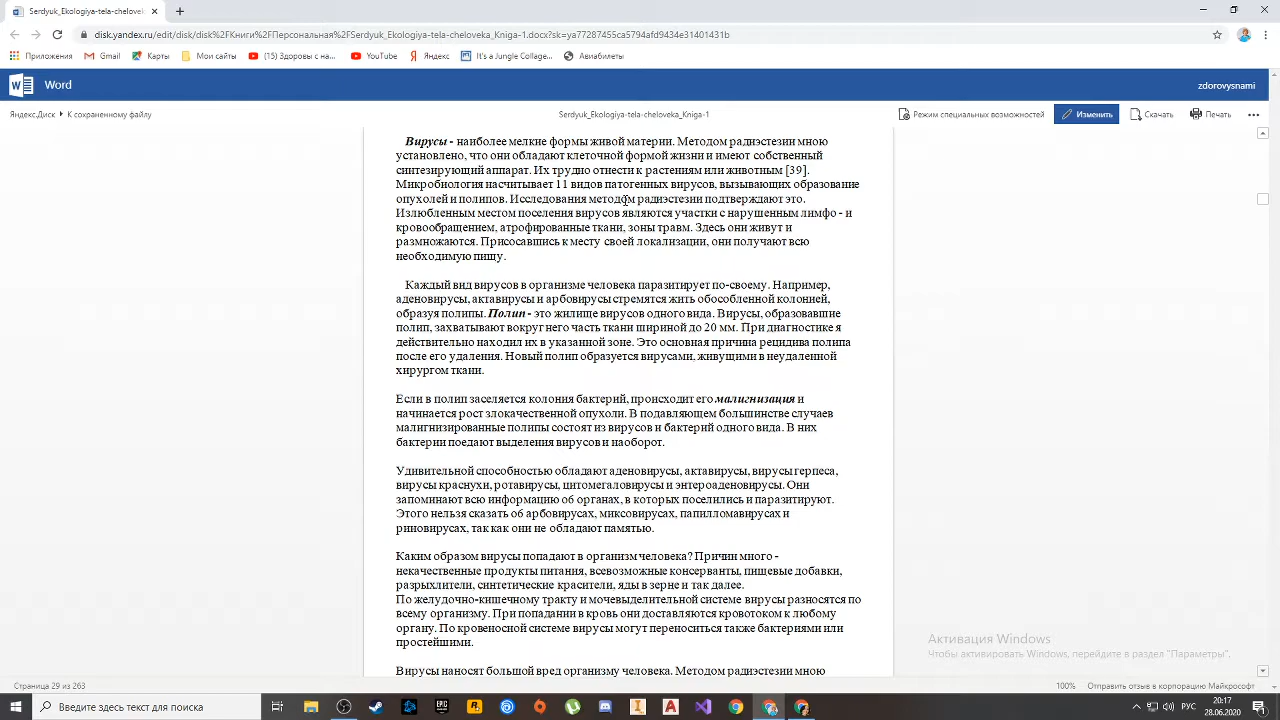 Serdyuk_Ekologiya-tela-cheloveka
disk.yandex.ru/edit/disk/disk%2FКниги%2FПерсональная%2FSerdyuk_Ekologiya-tela-cheloveka_Kniga-1.docx?sk=ya77287455ca5794afd9434e31401431b
Приложения Gmail Карты Мои сайты (15) Здоровы с на... YouTube Яндекс It's a Jungle Collage... Авиабилеты
Word zdorovysnami
Яндекс.Диск К сохраненному файлу Serdyuk_Ekologiya-tela-cheloveka_Kniga-1 Режим специальных возможностей Изменить Скачать Печать
Вирусы - наиболее мелкие формы живой материи. Методом радиэстезии мною
установлено, что они обладают клеточной формой жизни и имеют собственный
синтезирующий аппарат. Их трудно отнести к растениям или животным [39].
Микробиология насчитывает 11 видов патогенных вирусов, вызывающих образование
опухолей и полипов. Исследования методом радиэстезии подтверждают это.
Излюбленным местом поселения вирусов являются участки с нарушенным лимфо - и
кровообращением, атрофированные ткани, зоны травм. Здесь они живут и
размножаются. Присосавшись к месту своей локализации, они получают всю
необходимую пищу.
Каждый вид вирусов в организме человека паразитирует по-своему. Например,
аденовирусы, актавирусы и арбовирусы стремятся жить обособленной колонией,
образуя полипы. Полип - это жилище вирусов одного вида. Вирусы, образовавшие
полип, захватывают вокруг него часть ткани шириной до 20 мм. При диагностике я
действительно находил их в указанной зоне. Это основная причина рецидива полипа
после его удаления. Новый полип образуется вирусами, живущими в неудаленной
хирургом ткани.
Если в полип заселяется колония бактерий, происходит его малигнизация и
начинается рост злокачественной опухоли. В подавляющем большинстве случаев
малигнизированные полипы состоят из вирусов и бактерий одного вида. В них
бактерии поедают выделения вирусов и наоборот.
Удивительной способностью обладают аденовирусы, актавирусы, вирусы герпеса,
вирусы краснухи, ротавирусы, цитомегаловирусы и энтероаденовирусы. Они
запоминают всю информацию об органах, в которых поселились и паразитируют.
Этого нельзя сказать об арбовирусах, миксовирусах, папилломавирусах и
риновирусах, так как они не обладают памятью.
Каким образом вирусы попадают в организм человека? Причин много -
некачественные продукты питания, всевозможные консерванты, пищевые добавки,
разрыхлители, синтетические красители, яды в зерне и так далее.
По желудочно-кишечному тракту и мочевыделительной системе вирусы разносятся по
всему организму. При попадании в кровь они доставляются кровотоком к любому
органу. По кровеносной системе вирусы могут переноситься также бактериями или
простейшими.
Вирусы наносят большой вред организму человека. Методом радиэстезии мною
Активация Windows
Чтобы активировать Windows, перейдите в раздел "Параметры".
Страница 29 из 263 100% Отправить отзыв в корпорацию Майкрософт
Введите здесь текст для поиска РУС 20:17
28.06.2020